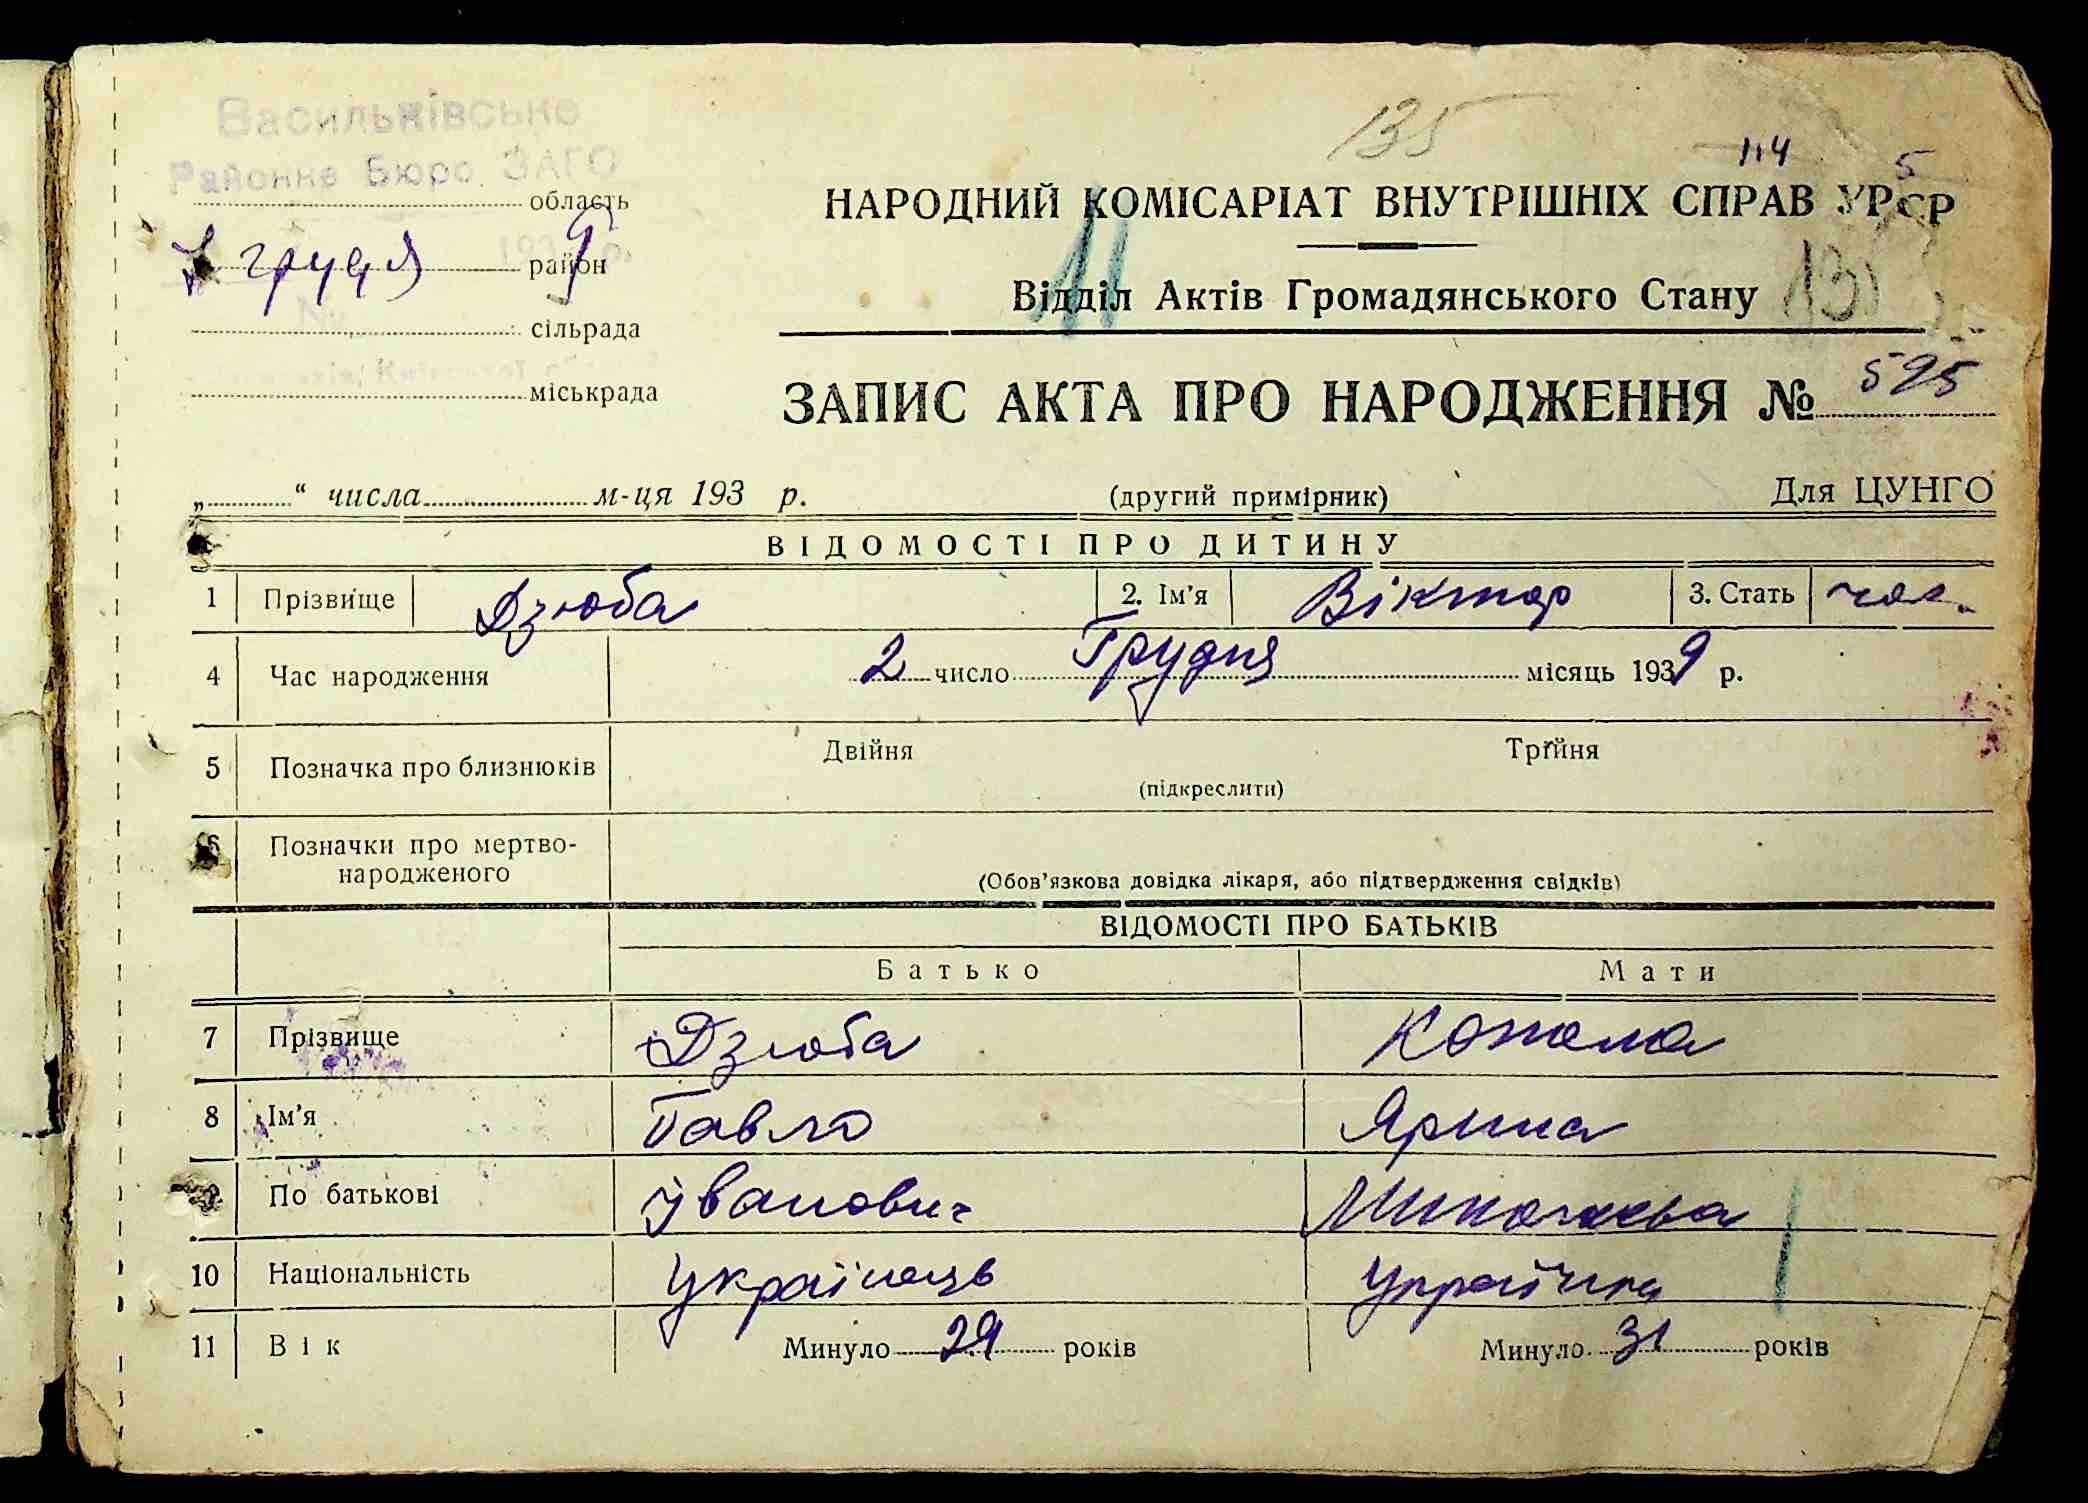 Васильківське
Районне Бюро ЗАГС
область
7 грудя 9
район
сільрада
міськрада
135
114 5
НАРОДНИЙ КОМІСАРІАТ ВНУТРІШНІХ СПРАВ УРСР
11
Відділ Актів Громадянського Стану
ЗАПИС АКТА ПРО НАРОДЖЕННЯ № 525
„ “ числа м-ця 193 р. (другий примірник) Для ЦУНГО
ВІДОМОСТІ ПРО ДИТИНУ
1 Прізвище Дзюба 2. Ім'я Віктор 3. Стать чол.
4 Час народження 2 число Грудня місяць 1939 р.
5 Позначка про близнюків Двійня Трійня
(підкреслити)
6 Позначки про мертво-
народженого
(Обов'язкова довідка лікаря, або підтвердження свідків)
ВІДОМОСТІ ПРО БАТЬКІВ
Батько Мати
7 Прізвище Дзюба
8 Ім'я Павло Ярина
9 По батькові Іванович
10 Національність Українець Українка
11 Вік Минуло 29 років Минуло 31 років